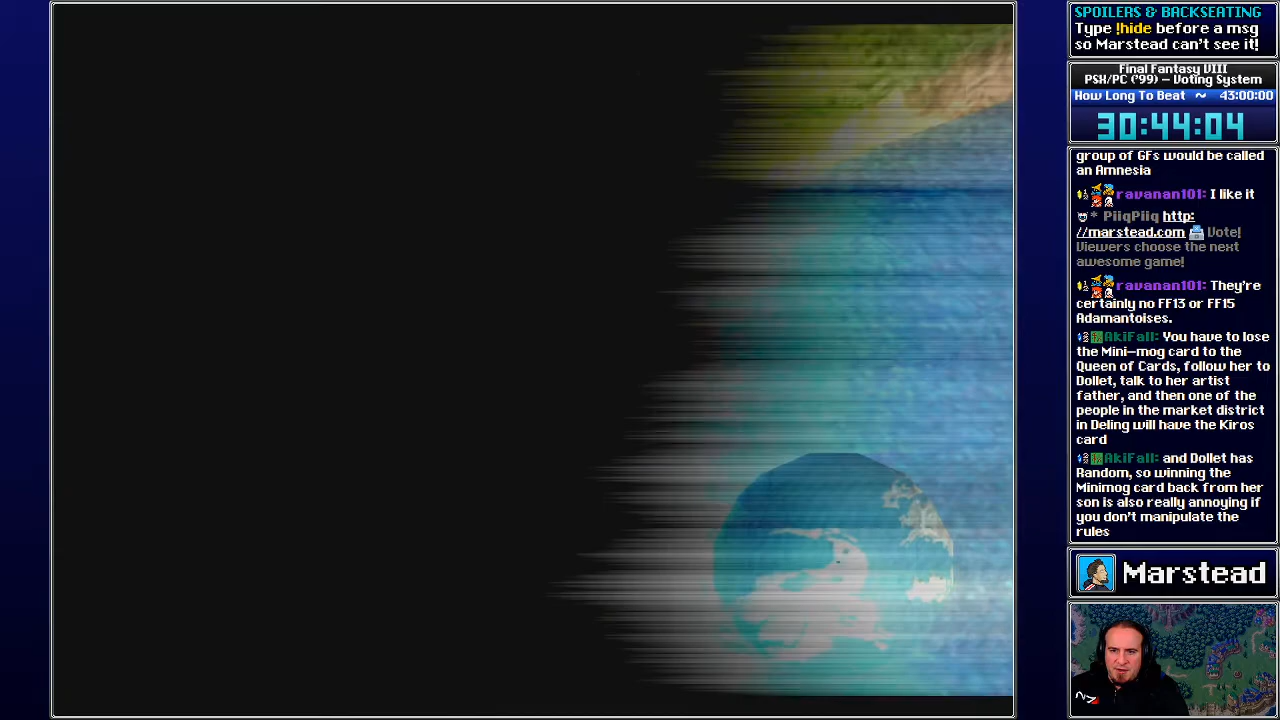 SPOILERS & BACKSEATING
Type !hide before a msg
so Marstead can't see it!
Final Fantasy VIII
PSX/PC ('99) - Voting System
How Long To Beat ~ 43:00:00
30:44:04
group of GFs would be called
an Amnesia
ravanan101: I like it
* PiiqPiiq http:
//marstead.com Vote!
Viewers choose the next
awesome game!
ravanan101: They're
certainly no FF13 or FF15
Adamantoises.
AkiFall: You have to lose
the Mini-mog card to the
Queen of Cards, follow her to
Dollet, talk to her artist
father, and then one of the
people in the market district
in Deling will have the Kiros
card
AkiFall: and Dollet has
Random, so winning the
Minimog card back from her
son is also really annoying if
you don't manipulate the
rules
Marstead